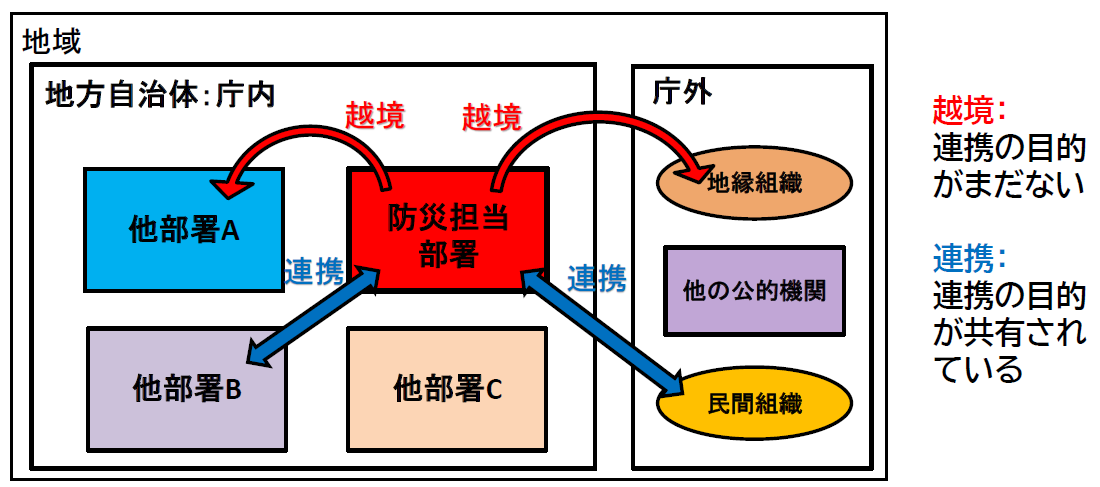 地域
地方自治体：庁内
越境
越境
他部署A
防災担当
部署
連携
他部署B
他部署C
庁外
地縁組織
連携
他の公的機関
民間組織
越境：
連携の目的
がまだない
連携：
連携の目的
が共有され
ている